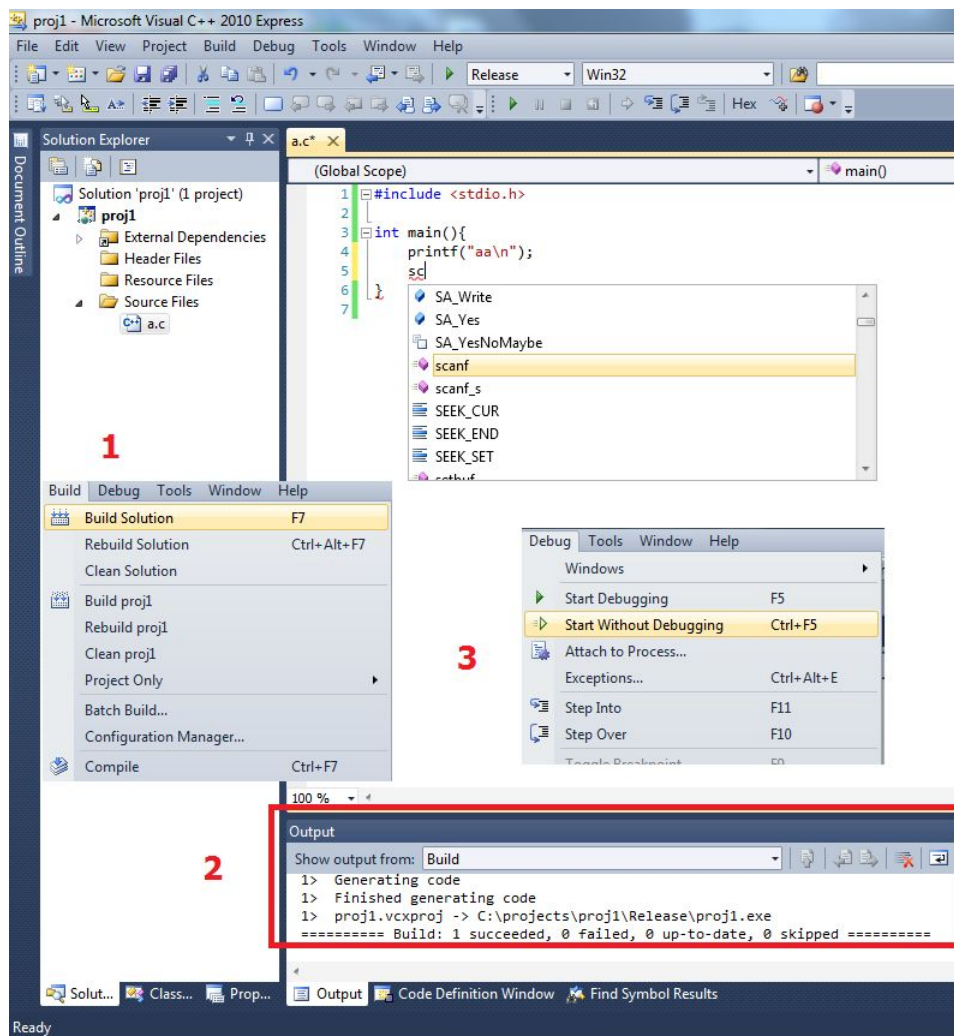 proj1 - Microsoft Visual C++ 2010 Express
File Edit View Project Build Debug Tools Window Help
Release Win32
Hex
Document Outline
Solution Explorer
Solution 'proj1' (1 project)
proj1
External Dependencies
Header Files
Resource Files
Source Files
a.c
a.c*
(Global Scope) main()
1 #include <stdio.h>
2
3 int main(){
4 printf("aa\n");
5 sc
6 }
7
SA_Write
SA_Yes
SA_YesNoMaybe
scanf
scanf_s
SEEK_CUR
SEEK_END
SEEK_SET
setbuf
1
Build Debug Tools Window Help
Build Solution F7
Rebuild Solution Ctrl+Alt+F7
Clean Solution
Build proj1
Rebuild proj1
Clean proj1
Project Only
Batch Build...
Configuration Manager...
Compile Ctrl+F7
3
Debug Tools Window Help
Windows
Start Debugging F5
Start Without Debugging Ctrl+F5
Attach to Process...
Exceptions... Ctrl+Alt+E
Step Into F11
Step Over F10
Toggle Breakpoint F9
100 %
2
Output
Show output from: Build
1> Generating code
1> Finished generating code
1> proj1.vcxproj -> C:\projects\proj1\Release\proj1.exe
========== Build: 1 succeeded, 0 failed, 0 up-to-date, 0 skipped ==========
Solut... Class... Prop...
Output Code Definition Window Find Symbol Results
Ready